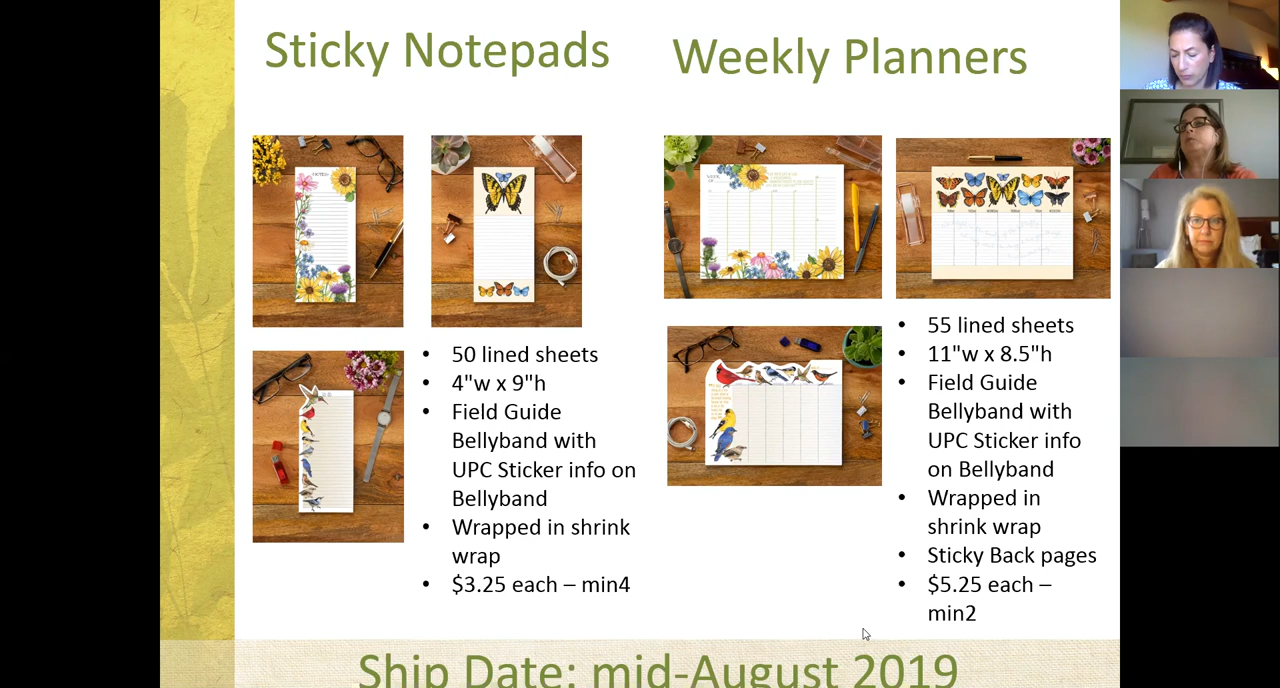 Sticky Notepads
Weekly Planners
• 50 lined sheets
• 4"w x 9"h
• Field Guide
Bellyband with
UPC Sticker info on
Bellyband
• Wrapped in shrink
wrap
• $3.25 each – min4
• 55 lined sheets
• 11"w x 8.5"h
• Field Guide
Bellyband with
UPC Sticker info
on Bellyband
• Wrapped in
shrink wrap
• Sticky Back pages
• $5.25 each –
min2
Ship Date: mid-August 2019